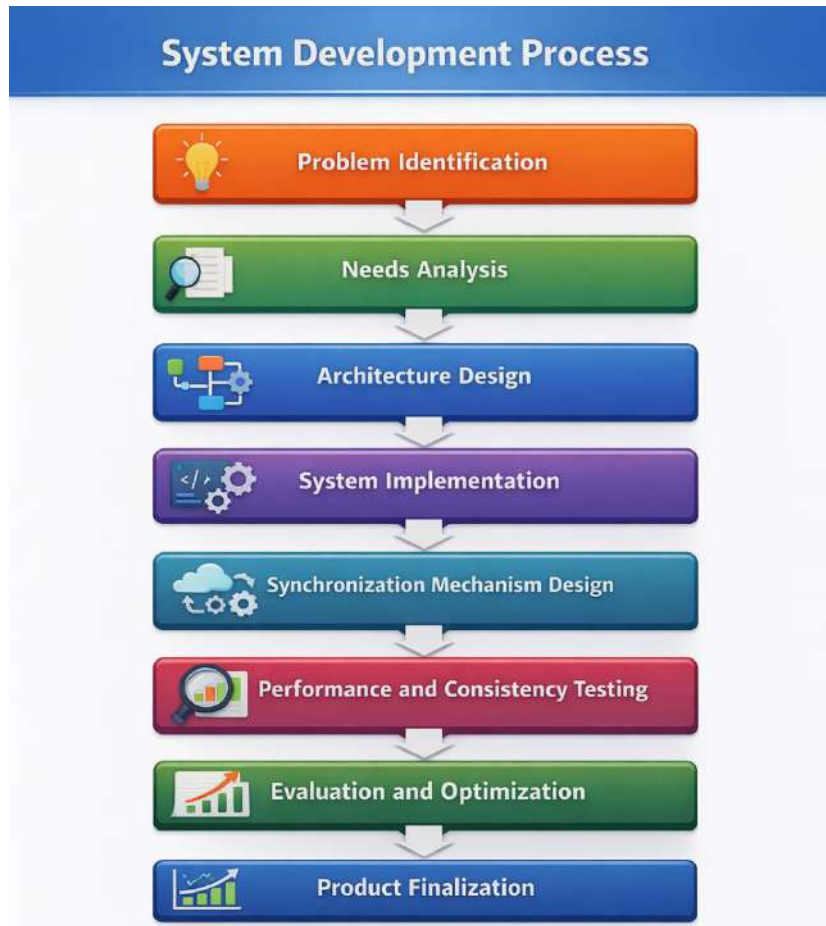 System Development Process
Problem Identification
Needs Analysis
Architecture Design
</>
System Implementation
Synchronization Mechanism Design
Performance and Consistency Testing
Evaluation and Optimization
Product Finalization